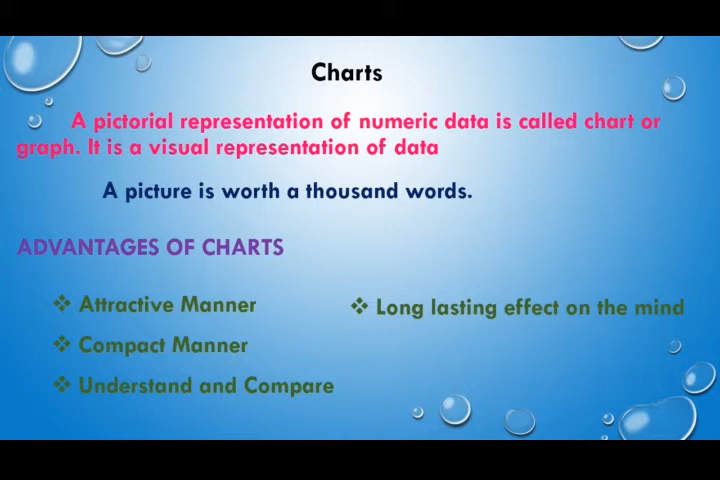 Charts
A pictorial representation of numeric data is called chart or
graph. It is a visual representation of data
A picture is worth a thousand words.
ADVANTAGES OF CHARTS
❖ Attractive Manner
❖ Long lasting effect on the mind
❖ Compact Manner
❖ Understand and Compare